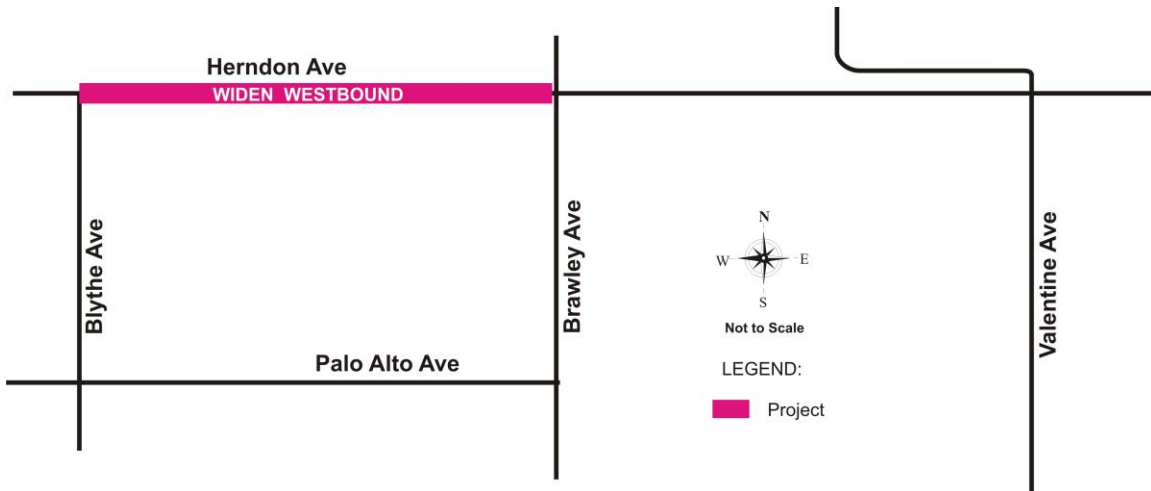 Herndon Ave
WIDEN WESTBOUND
Blythe Ave
Brawley Ave
Valentine Ave
N
W
E
S
Not to Scale
Palo Alto Ave
LEGEND:
Project